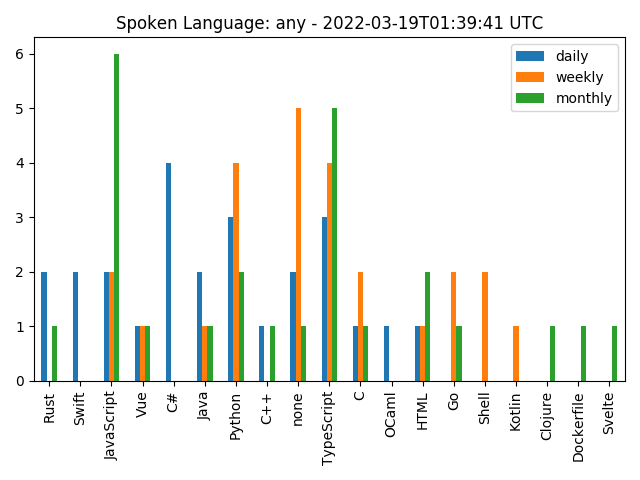 Spoken Language: any - 2022-03-19T01:39:41 UTC
daily
weekly
monthly
6
5
4
3
2
1
0
Rust
Swift
JavaScript
Vue
C#
Java
Python
C++
none
TypeScript
C
OCaml
HTML
Go
Shell
Kotlin
Clojure
Dockerfile
Svelte